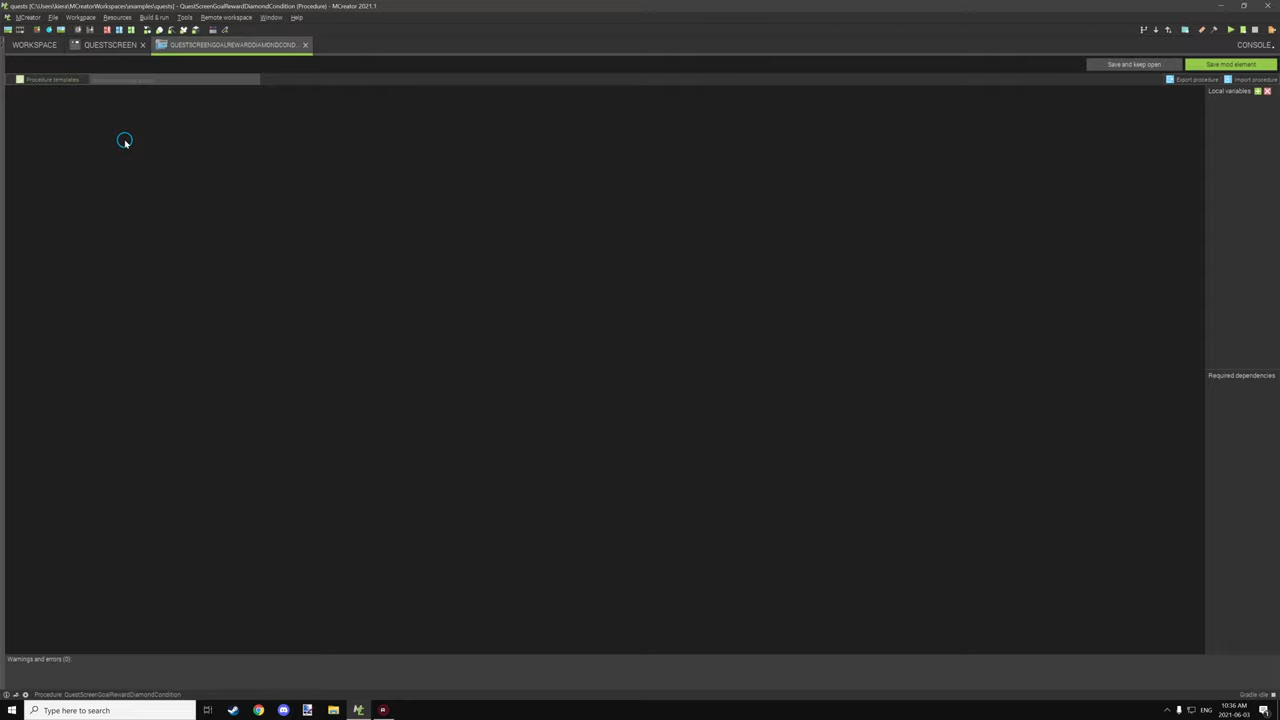 quests [C:\Users\kiera\MCreatorWorkspaces\examples\quests] - QuestScreenGoalRewardDiamondCondition (Procedure) - MCreator 2021.1
MCreator File Workspace Resources Build & run Tools Remote workspace Window Help
WORKSPACE QUESTSCREEN QUESTSCREENGOALREWARDDIAMONDCOND... CONSOLE
Save and keep open Save mod element
Procedure templates Export procedure Import procedure
Local variables
Required dependencies
Warnings and errors (0):
Procedure: QuestScreenGoalRewardDiamondCondition Gradle idle
Type here to search ENG 10:36 AM
2021-06-03